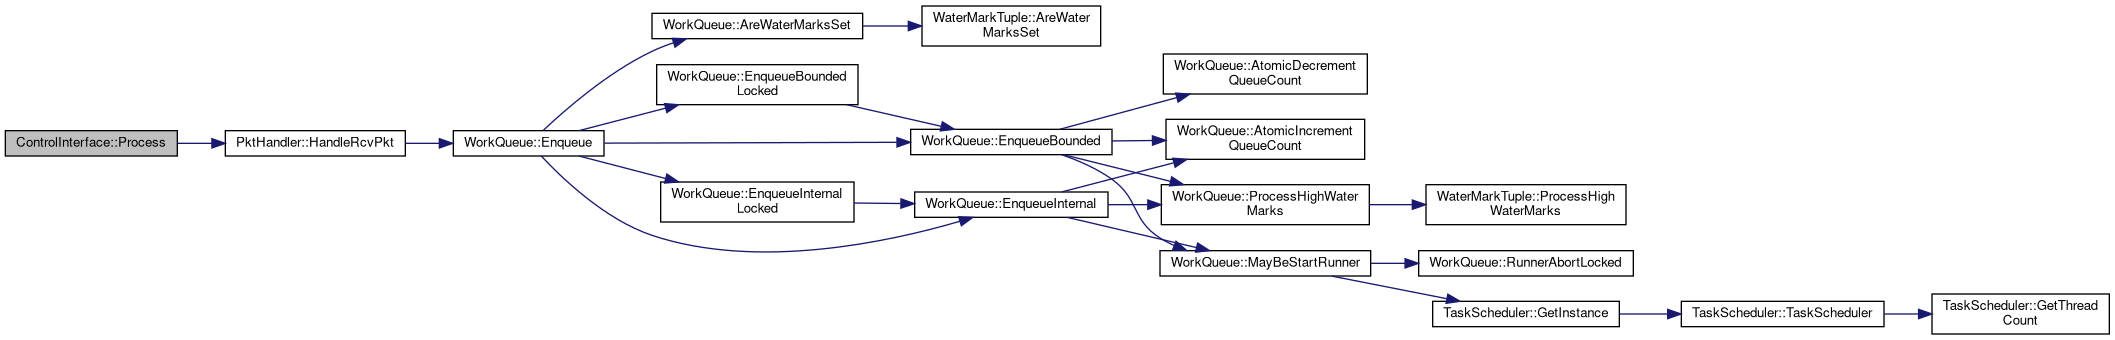 ControlInterface::Process
PktHandler::HandleRcvPkt
WorkQueue::Enqueue
WorkQueue::AreWaterMarksSet
WaterMarkTuple::AreWater
MarksSet
WorkQueue::EnqueueBounded
Locked
WorkQueue::EnqueueBounded
WorkQueue::EnqueueInternal
Locked
WorkQueue::EnqueueInternal
WorkQueue::AtomicDecrement
QueueCount
WorkQueue::AtomicIncrement
QueueCount
WorkQueue::ProcessHighWater
Marks
WaterMarkTuple::ProcessHigh
WaterMarks
WorkQueue::MayBeStartRunner
WorkQueue::RunnerAbortLocked
TaskScheduler::GetInstance
TaskScheduler::TaskScheduler
TaskScheduler::GetThread
Count